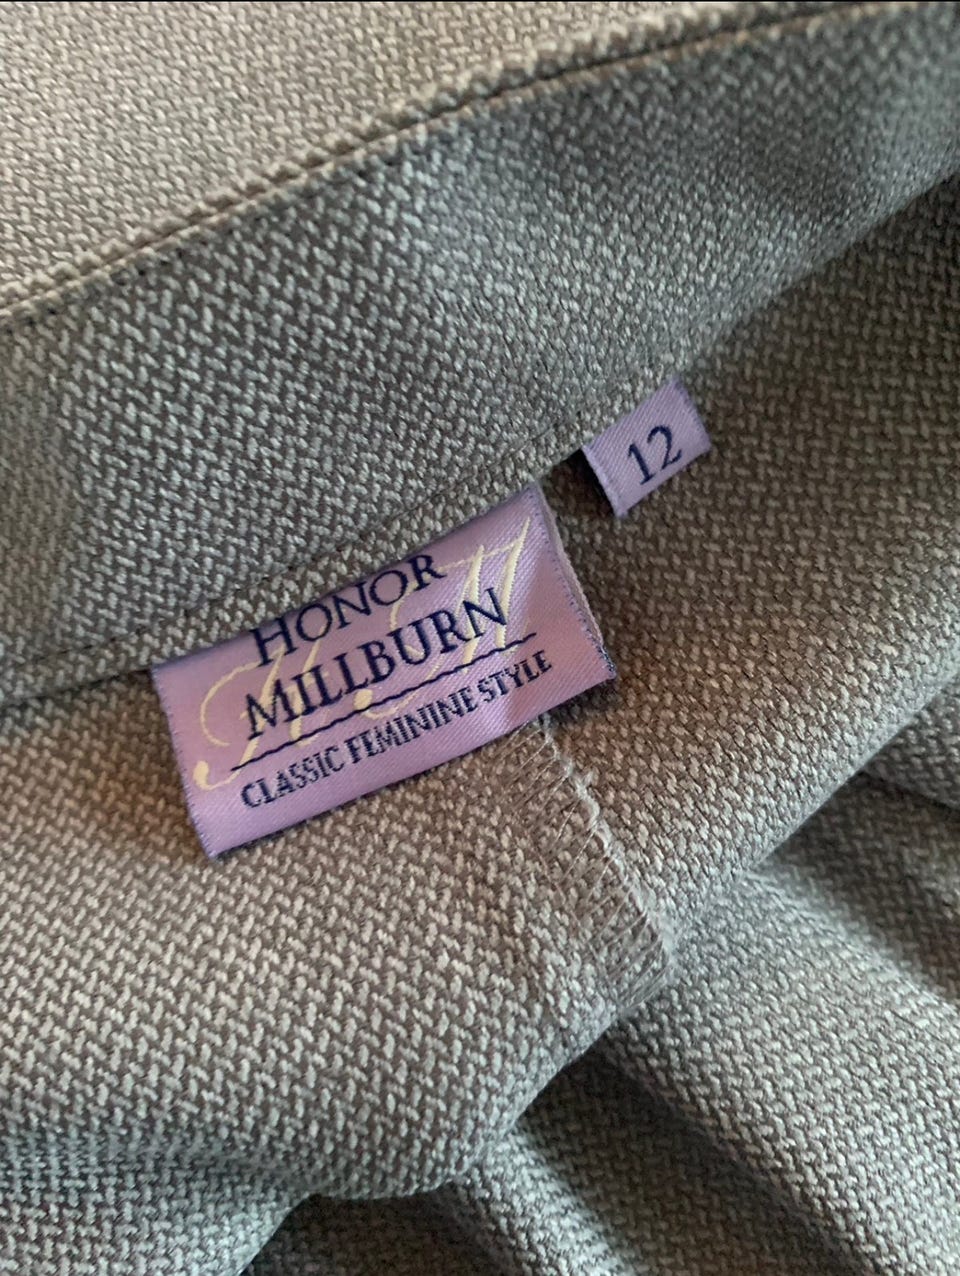 12
HONOR
MILLBURN
H.M
CLASSIC FEMININE STYLE